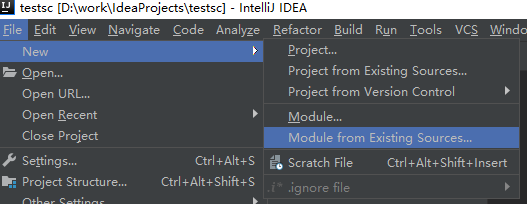 IJ testsc [D:\work\IdeaProjects\testsc] - IntelliJ IDEA
File Edit View Navigate Code Analyze Refactor Build Run Tools VCS
New
Open...
Open URL...
Open Recent
Close Project
Settings... Ctrl+Alt+S
Project Structure... Ctrl+Alt+Shift+S
Other Settings
Project...
Project from Existing Sources...
Project from Version Control
Module...
Module from Existing Sources...
Scratch File Ctrl+Alt+Shift+Insert
.ignore file